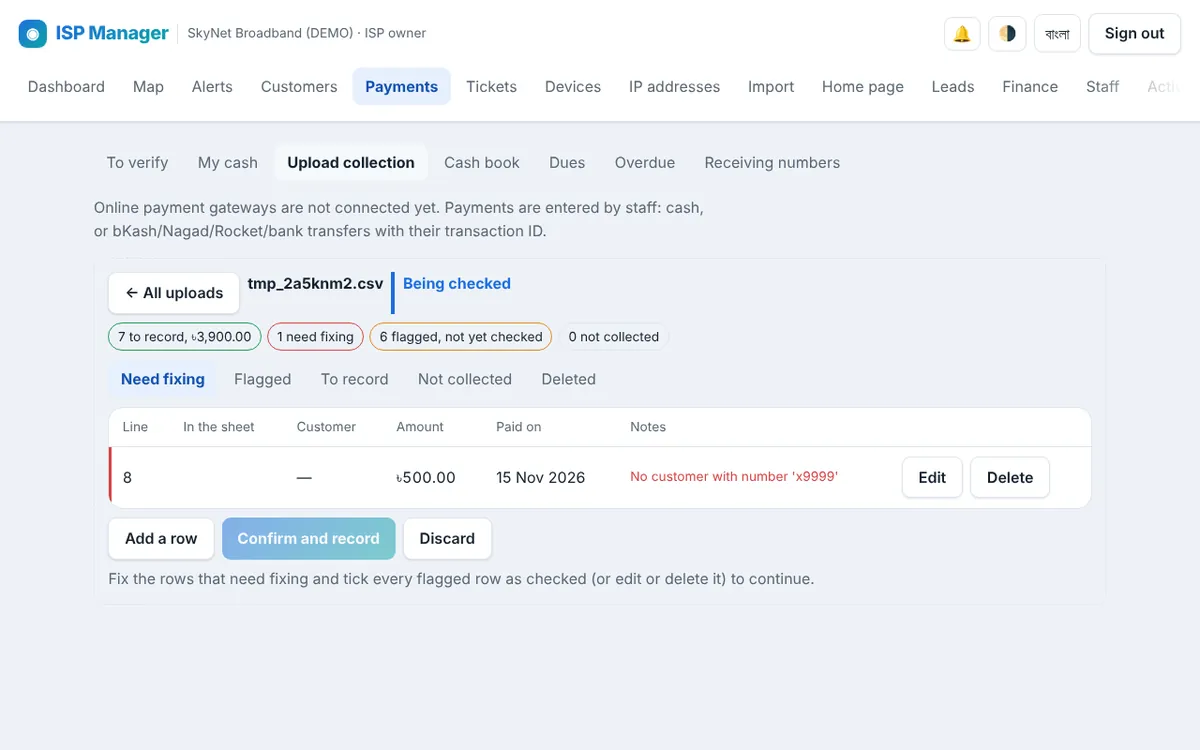 ISP Manager SkyNet Broadband (DEMO) · ISP owner বাংলা Sign out
Dashboard Map Alerts Customers Payments Tickets Devices IP addresses Import Home page Leads Finance Staff
To verify My cash Upload collection Cash book Dues Overdue Receiving numbers
Online payment gateways are not connected yet. Payments are entered by staff: cash,
or bKash/Nagad/Rocket/bank transfers with their transaction ID.
← All uploads tmp_2a5knm2.csv Being checked
7 to record, ৳3,900.00 1 need fixing 6 flagged, not yet checked 0 not collected
Need fixing Flagged To record Not collected Deleted
Line In the sheet Customer Amount Paid on Notes
8 — ৳500.00 15 Nov 2026 No customer with number 'x9999' Edit Delete
Add a row Confirm and record Discard
Fix the rows that need fixing and tick every flagged row as checked (or edit or delete it) to continue.